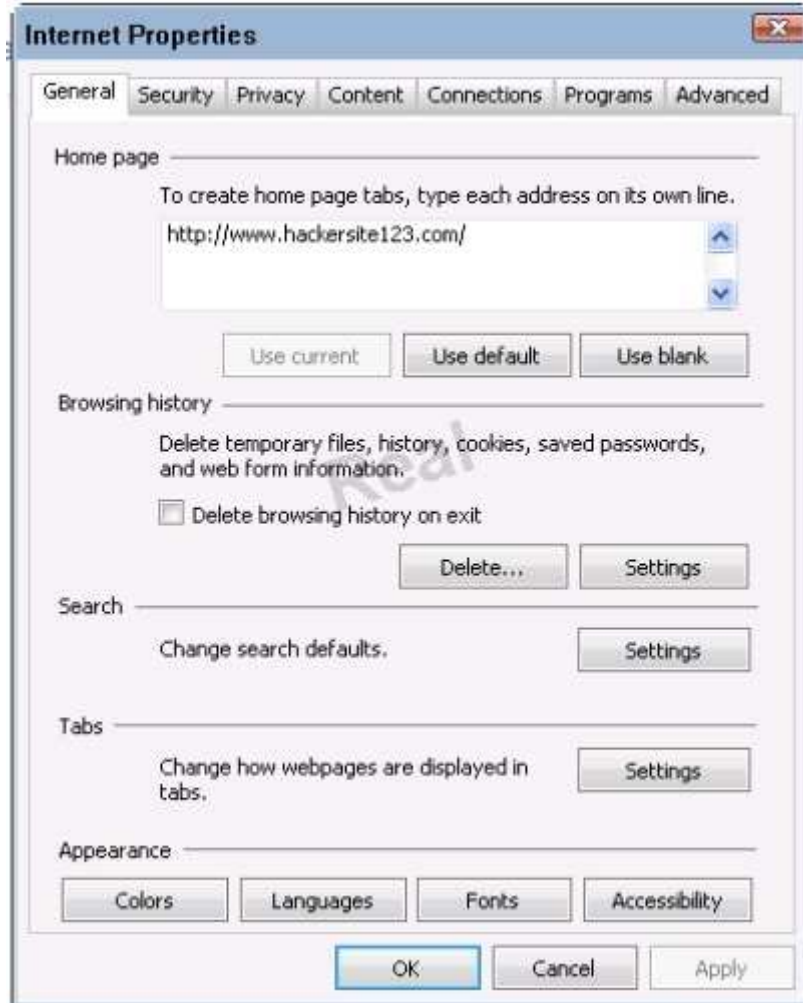 Internet Properties
General Security Privacy Content Connections Programs Advanced
Home page
To create home page tabs, type each address on its own line.
http://www.hackersite123.com/
Use current Use default Use blank
Browsing history
Delete temporary files, history, cookies, saved passwords,
and web form information.
Real
Delete browsing history on exit
Delete... Settings
Search
Change search defaults. Settings
Tabs
Change how webpages are displayed in
tabs.
Settings
Appearance
Colors Languages Fonts Accessibility
OK Cancel Apply